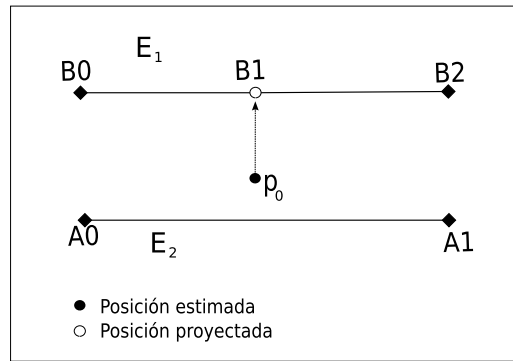 E1
B0 B1 B2
p0
A0 E2 A1
Posición estimada
Posición proyectada